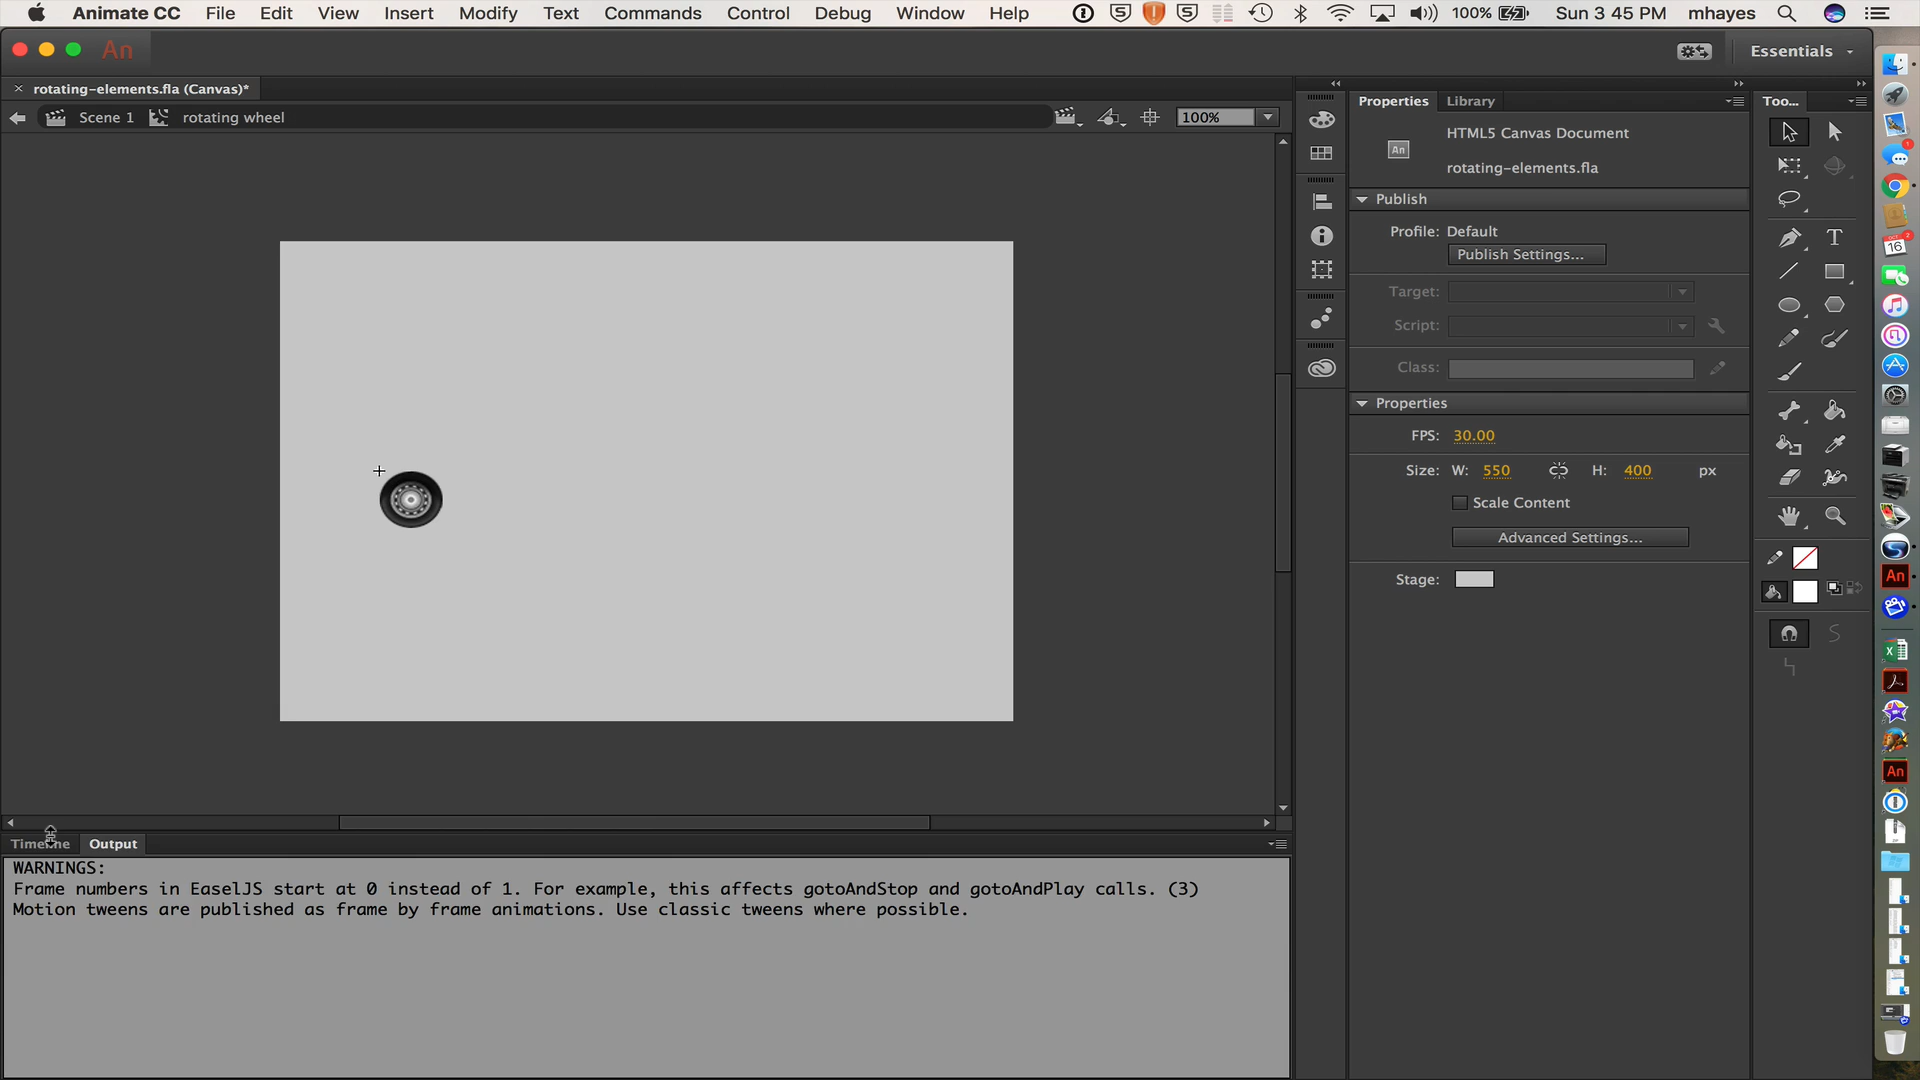 Animate CC File Edit View Insert Modify Text Commands Control Debug Window Help 100% Sun 3 45 PM mhayes
An Essentials
rotating-elements.fla (Canvas)*
Scene 1 rotating wheel 100%
Properties Library Too...
HTML5 Canvas Document
An
rotating-elements.fla
Publish
Profile: Default
Publish Settings...
Target:
Script:
Class:
Properties
FPS: 30.00
Size: W: 550 H: 400 px
Scale Content
Advanced Settings...
Stage:
Timeline Output
WARNINGS:
Frame numbers in EaselJS start at 0 instead of 1. For example, this affects gotoAndStop and gotoAndPlay calls. (3)
Motion tweens are published as frame by frame animations. Use classic tweens where possible.
16
An
An